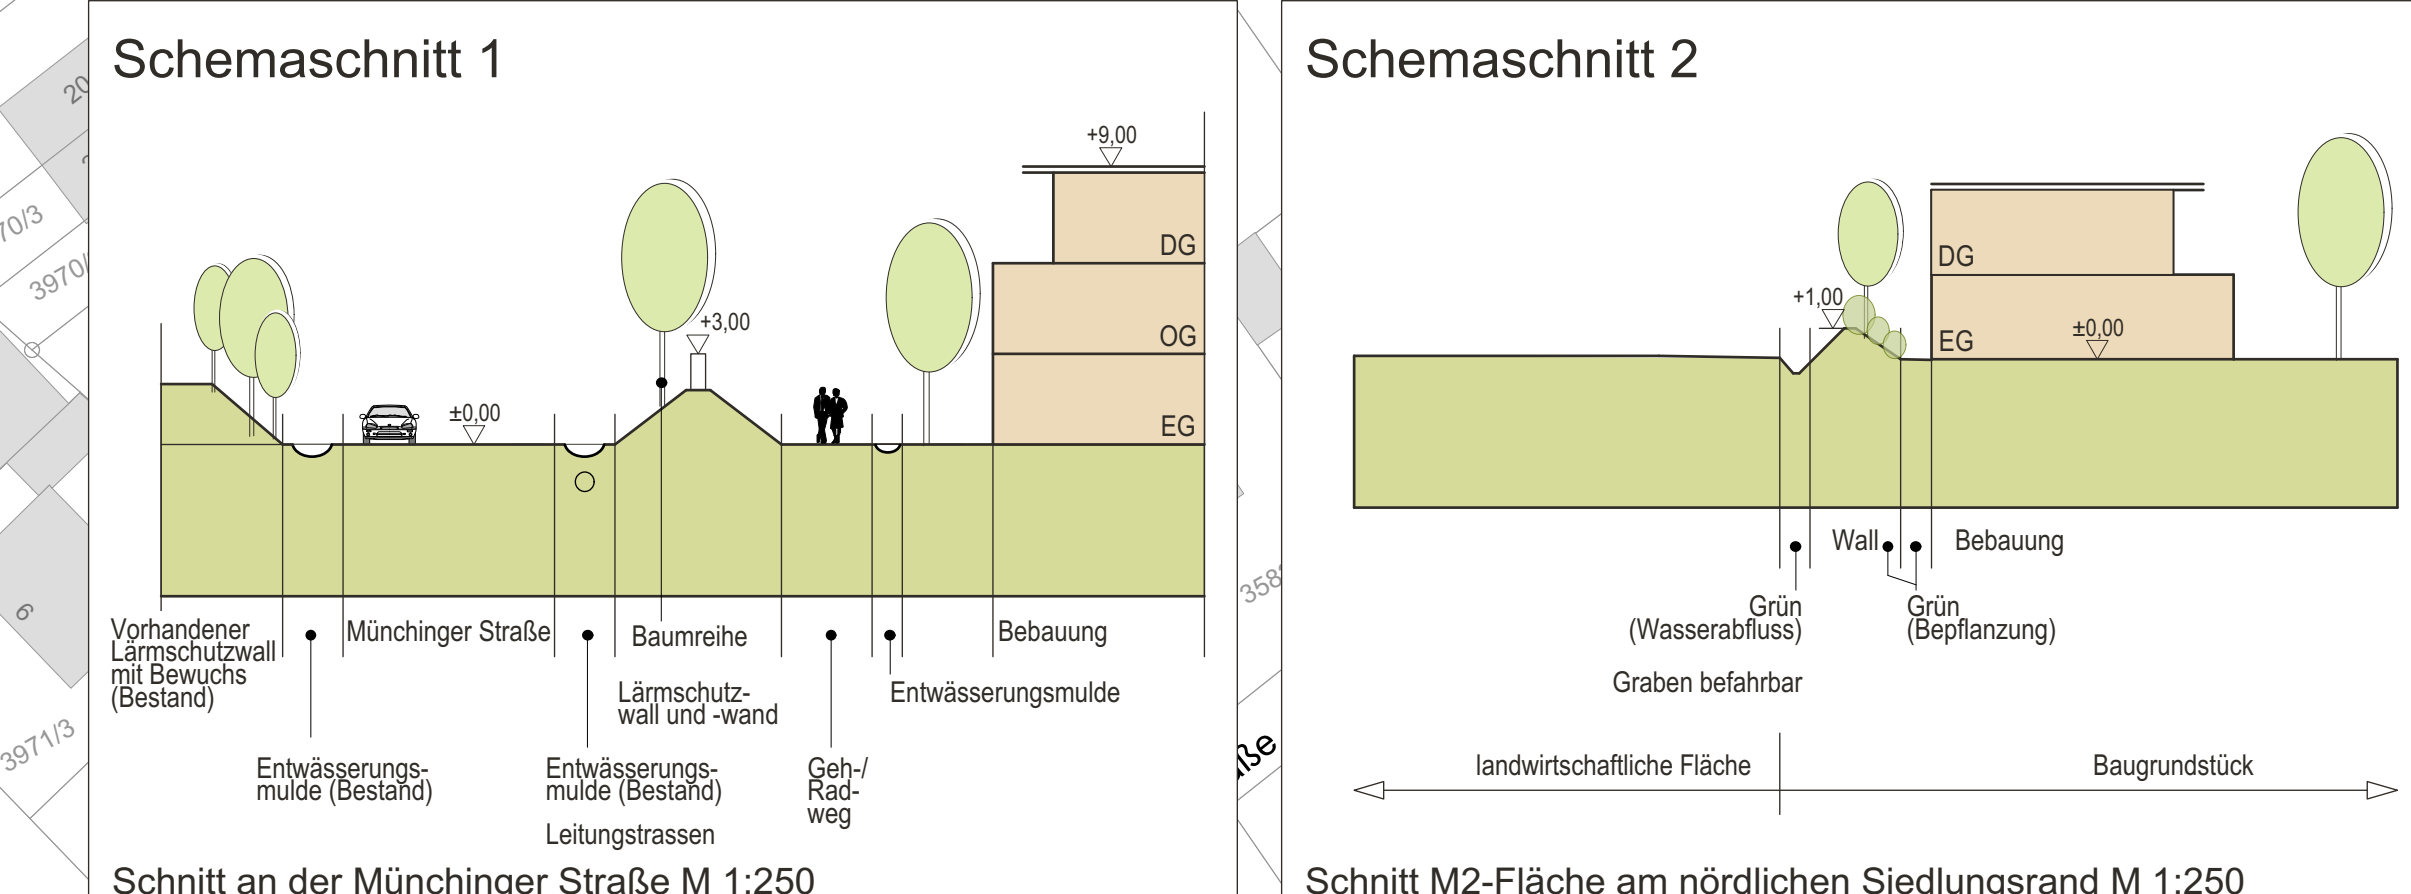 Schemaschnitt 1
+9,00
DG
+3,00
OG
±0,00
EG
Vorhandener
Lärmschutzwall
mit Bewuchs
(Bestand)
Münchinger Straße
Baumreihe
Bebauung
Lärmschutz-
wall und -wand
Entwässerungsmulde
Entwässerungs-
mulde (Bestand)
Entwässerungs-
mulde (Bestand)
Leitungstrassen
Geh-/
Rad-
weg
Schnitt an der Münchinger Straße M 1:250
Schemaschnitt 2
DG
+1,00
±0,00
EG
Wall
Bebauung
Grün
(Wasserabfluss)
Grün
(Bepflanzung)
Graben befahrbar
landwirtschaftliche Fläche
Baugrundstück
Schnitt M2-Fläche am nördlichen Siedlungsrand M 1:250
20
70/3
3970/
6
3971/3
358
aße